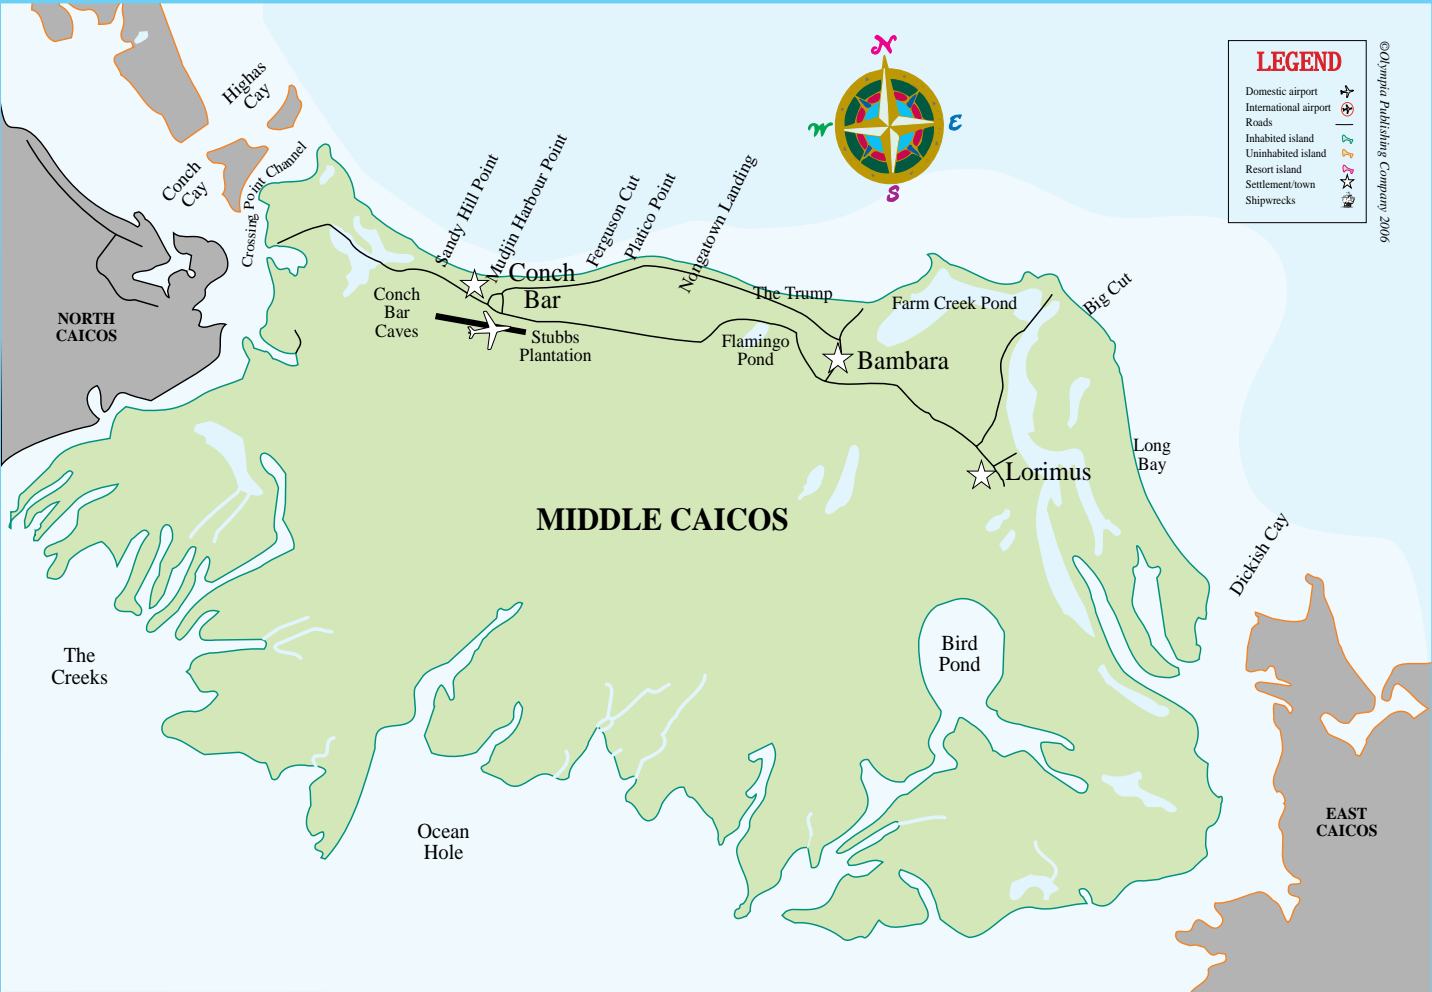 Highas
Cay
Conch
Cay
Crossing Point Channel
Sandy Hill Point
Mudjin Harbour Point
Ferguson Cut
Platico Point
Nongatown Landing
N
W
E
S
LEGEND
Domestic airport
International airport
Roads
Inhabited island
Uninhabited island
Resort island
Settlement/town
Shipwrecks
©Olympia Publishing Company 2006
NORTH
CAICOS
Conch
Bar
Caves
Conch
Bar
Stubbs
Plantation
The Trump
Flamingo
Pond
Farm Creek Pond
Big Cut
Bambara
Long
Bay
Lorimus
MIDDLE CAICOS
Dickish Cay
The
Creeks
Bird
Pond
Ocean
Hole
EAST
CAICOS